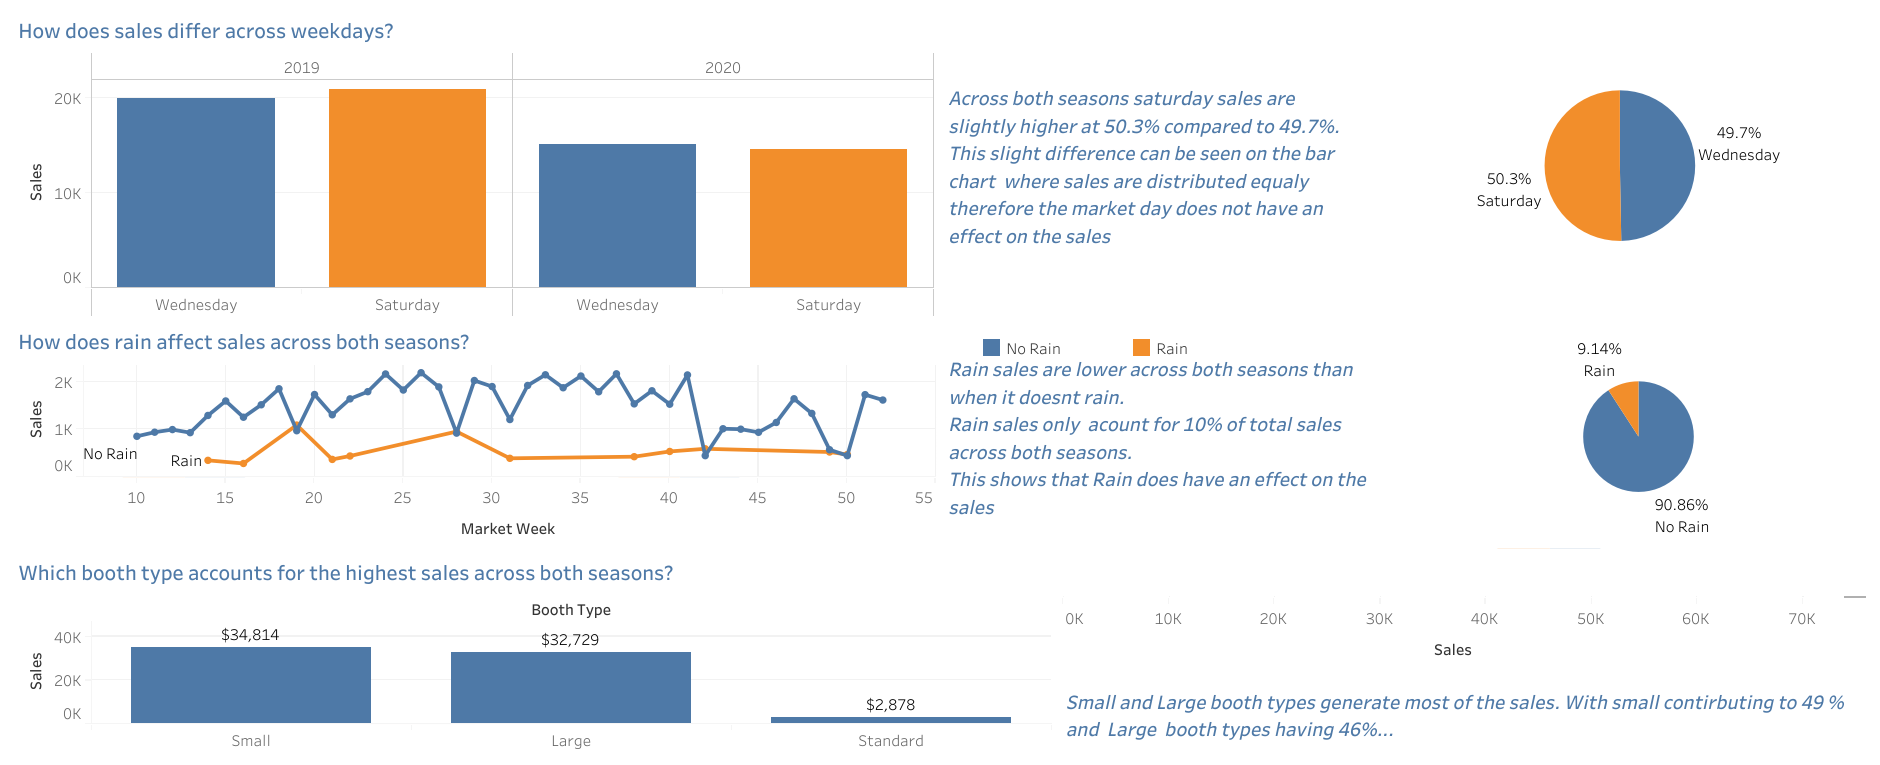 How does sales differ across weekdays?
2019
2020
20K
10K
0K
Sales
Wednesday
Saturday
Wednesday
Saturday
Across both seasons saturday sales are
slightly higher at 50.3% compared to 49.7%.
This slight difference can be seen on the bar
chart  where sales are distributed equaly
therefore the market day does not have an
effect on the sales
49.7%
Wednesday
50.3%
Saturday
How does rain affect sales across both seasons?
2K
1K
0K
Sales
No Rain
Rain
10
15
20
25
30
35
40
45
50
55
Market Week
No Rain
Rain
Rain sales are lower across both seasons than
when it doesnt rain.
Rain sales only  acount for 10% of total sales
across both seasons.
This shows that Rain does have an effect on the
sales
9.14%
Rain
90.86%
No Rain
Which booth type accounts for the highest sales across both seasons?
Booth Type
40K
20K
0K
Sales
$34,814
$32,729
$2,878
Small
Large
Standard
0K
10K
20K
30K
40K
50K
60K
70K
Sales
Small and Large booth types generate most of the sales. With small contirbuting to 49 %
and  Large  booth types having 46%...